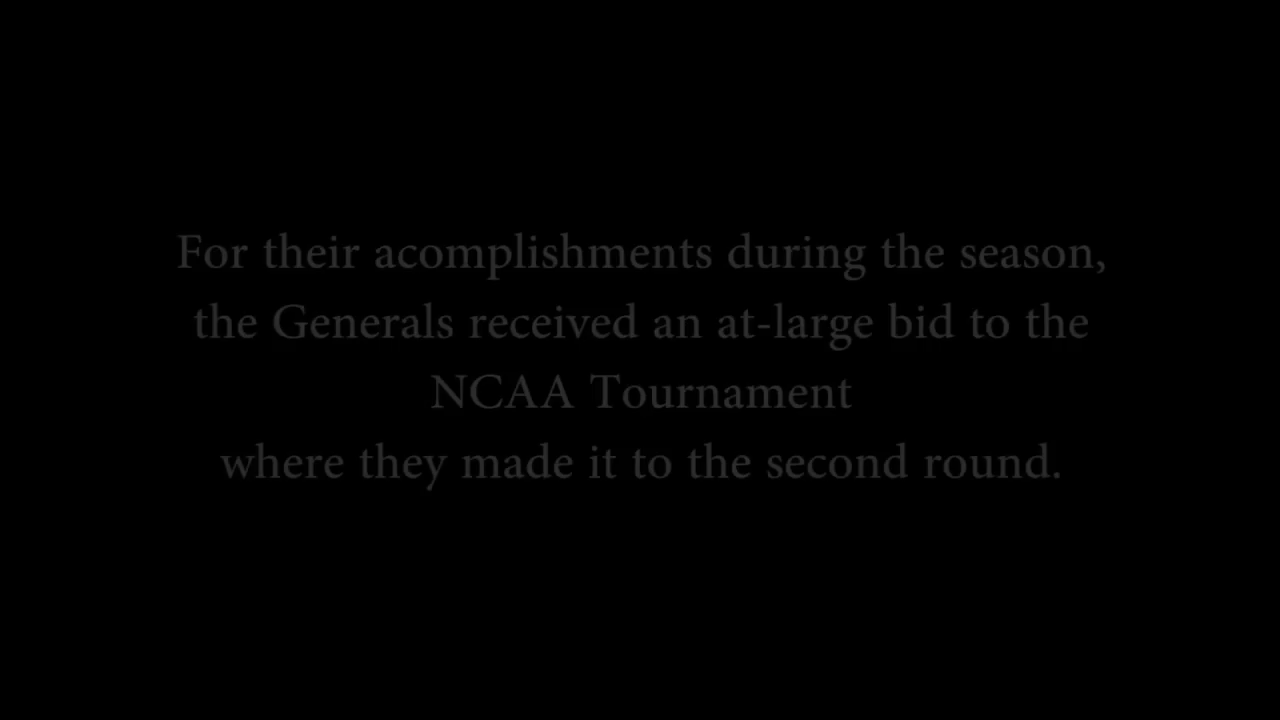 For their acomplishments during the season,
the Generals received an at-large bid to the
NCAA Tournament
where they made it to the second round.